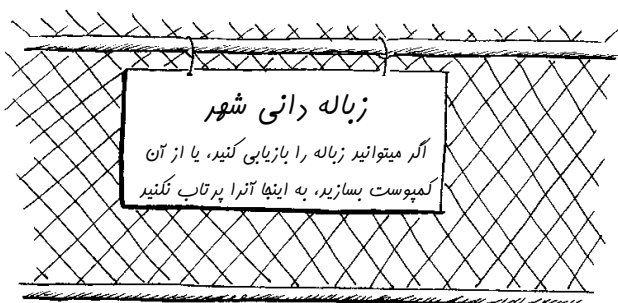 زباله دانی شهر
اگر میتوانید زباله را بازیابی کنید، یا از آن
کمپوست بسازید، به اینجا آنرا پرتاب نکنید